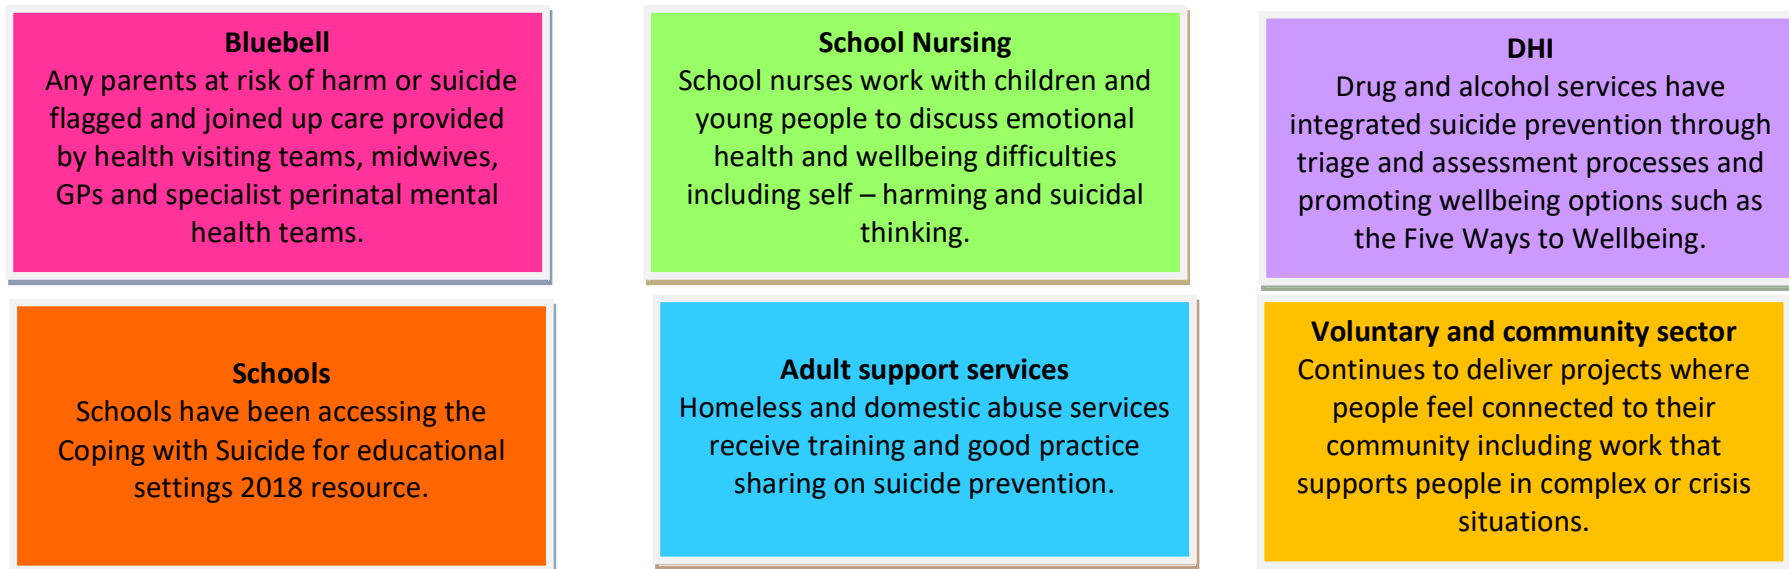 Bluebell
Any parents at risk of harm or suicide
flagged and joined up care provided
by health visiting teams, midwives,
GPs and specialist perinatal mental
health teams.
School Nursing
School nurses work with children and
young people to discuss emotional
health and wellbeing difficulties
including self – harming and suicidal
thinking.
DHI
Drug and alcohol services have
integrated suicide prevention through
triage and assessment processes and
promoting wellbeing options such as
the Five Ways to Wellbeing.
Schools
Schools have been accessing the
Coping with Suicide for educational
settings 2018 resource.
Adult support services
Homeless and domestic abuse services
receive training and good practice
sharing on suicide prevention.
Voluntary and community sector
Continues to deliver projects where
people feel connected to their
community including work that
supports people in complex or crisis
situations.